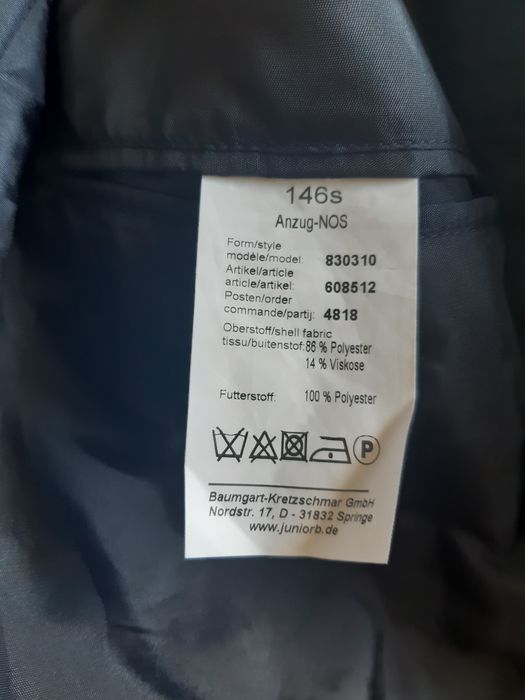 146s
Anzug-NOS
Form/style
modéle/model: 830310
Artikel/article
article/artikel: 608512
Posten/order
commande/partij: 4818
Oberstoff/shell fabric
tissu/buitenstof: 86 % Polyester
14 % Viskose
Futterstoff: 100 % Polyester
P
Baumgart-Kretzschmar GmbH
Nordstr. 17, D - 31832 Springe
www.juniorb.de